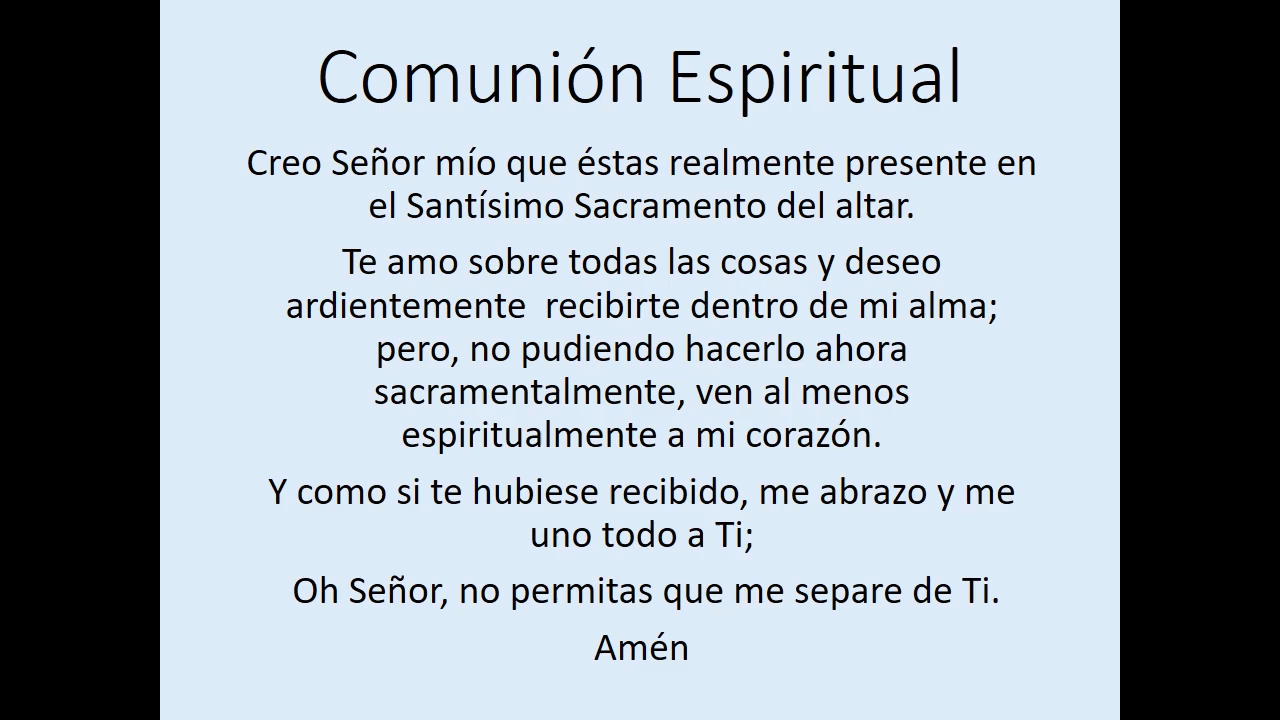 Comunión Espiritual
Creo Señor mío que éstas realmente presente en
el Santísimo Sacramento del altar.
Te amo sobre todas las cosas y deseo
ardientemente  recibirte dentro de mi alma;
pero, no pudiendo hacerlo ahora
sacramentalmente, ven al menos
espiritualmente a mi corazón.
Y como si te hubiese recibido, me abrazo y me
uno todo a Ti;
Oh Señor, no permitas que me separe de Ti.
Amén